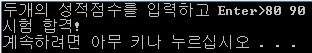 두개의 성적점수를 입력하고 Enter>80 90
시험 합격!
계속하려면 아무 키나 누르십시오 . . .